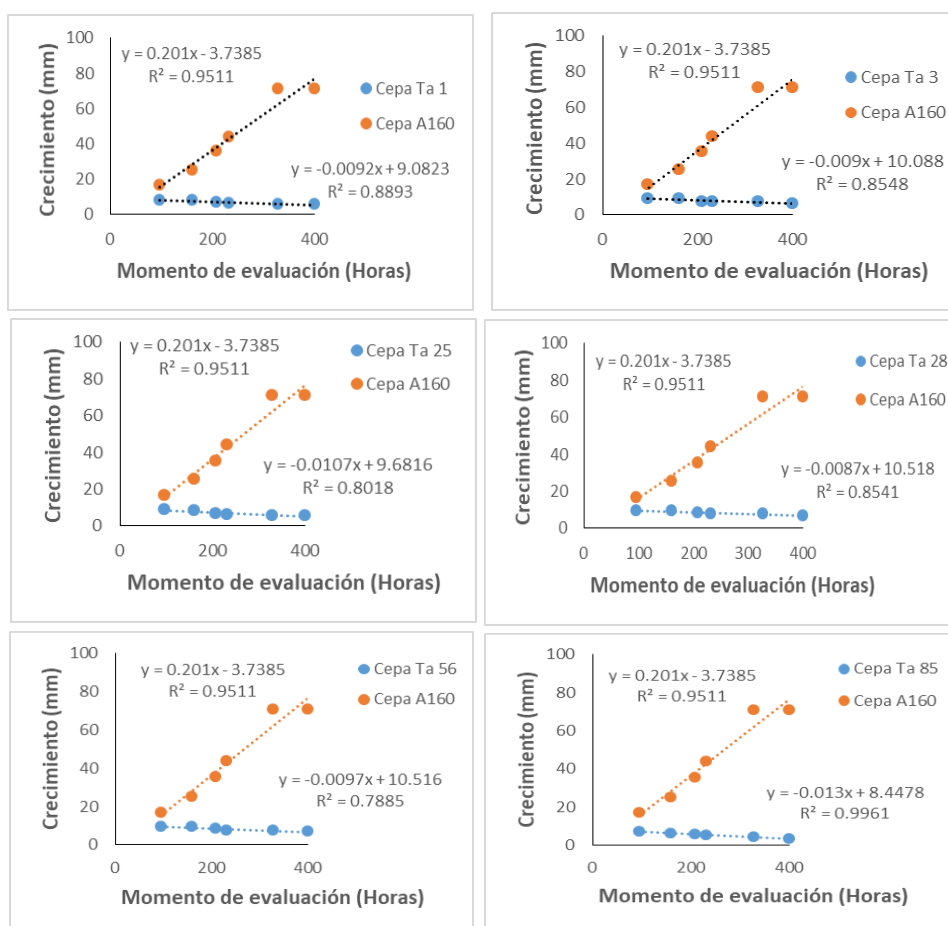 100
80
60
40
20
0
0
200
400
Crecimiento (mm)
Momento de evaluación (Horas)
y = 0.201x - 3.7385
R² = 0.9511
Cepa Ta 1
Cepa A160
y = -0.0092x + 9.0823
R² = 0.8893
100
80
60
40
20
0
0
200
400
Crecimiento (mm)
Momento de evaluación (Horas)
y = 0.201x - 3.7385
R² = 0.9511
Cepa Ta 3
Cepa A160
y = -0.009x + 10.088
R² = 0.8548
100
80
60
40
20
0
0
200
400
Crecimiento (mm)
Momento de evaluación (Horas)
y = 0.201x - 3.7385
R² = 0.9511
Cepa Ta 25
Cepa A160
y = -0.0107x + 9.6816
R² = 0.8018
100
80
60
40
20
0
0
100
200
300
400
Crecimiento (mm)
Momento de evaluación (Horas)
y = 0.201x - 3.7385
R² = 0.9511
Cepa Ta 28
Cepa A160
y = -0.0087x + 10.518
R² = 0.8541
100
80
60
40
20
0
0
200
400
Crecimiento (mm)
Momento de evaluación (Horas)
y = 0.201x - 3.7385
R² = 0.9511
Cepa Ta 56
Cepa A160
y = -0.0097x + 10.516
R² = 0.7885
100
80
60
40
20
0
0
200
400
Crecimiento (mm)
Momento de evaluación (Horas)
y = 0.201x - 3.7385
R² = 0.9511
Cepa Ta 85
Cepa A160
y = -0.013x + 8.4478
R² = 0.9961